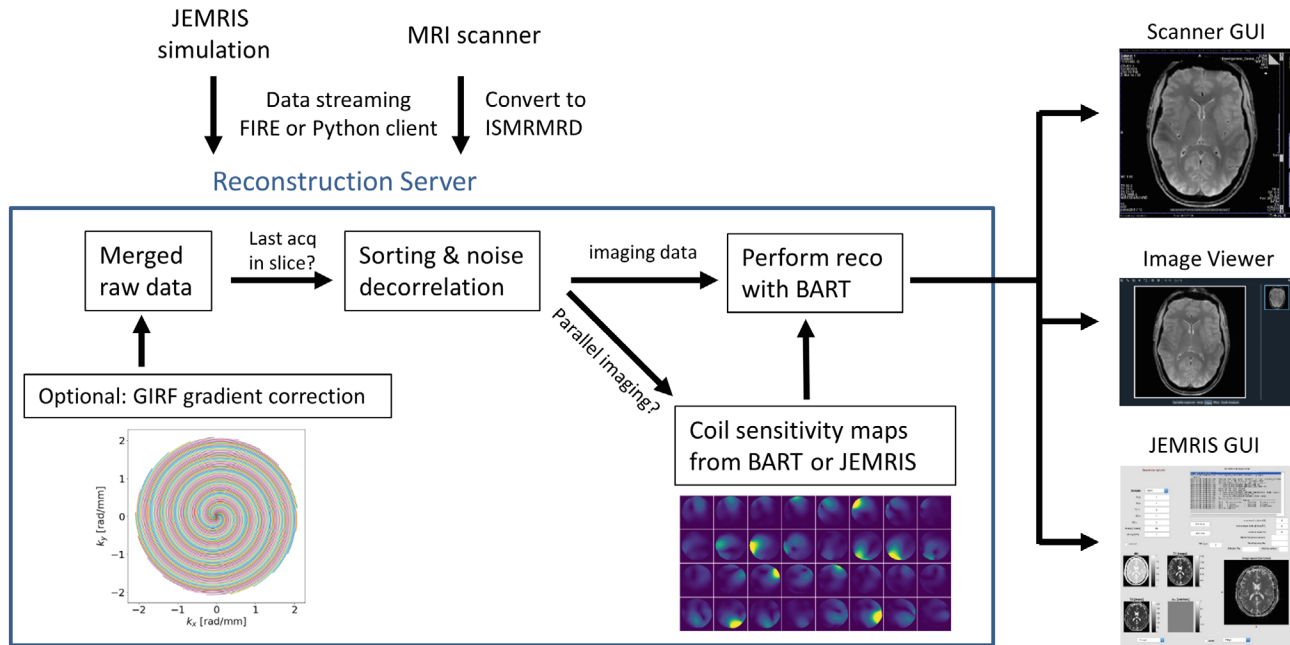 JEMRIS
simulation
MRI scanner
Data streaming
FIRE or Python client
Convert to
ISMRMRD
Reconstruction Server
Merged
raw data
Last acq
in slice?
Sorting & noise
decorrelation
imaging data
Perform reco
with BART
Parallel imaging?
Optional: GIRF gradient correction
Coil sensitivity maps
from BART or JEMRIS
2
1
0
−1
−2
ky [rad/mm]
−2
−1
0
1
2
kx [rad/mm]
Scanner GUI
Image Viewer
JEMRIS GUI